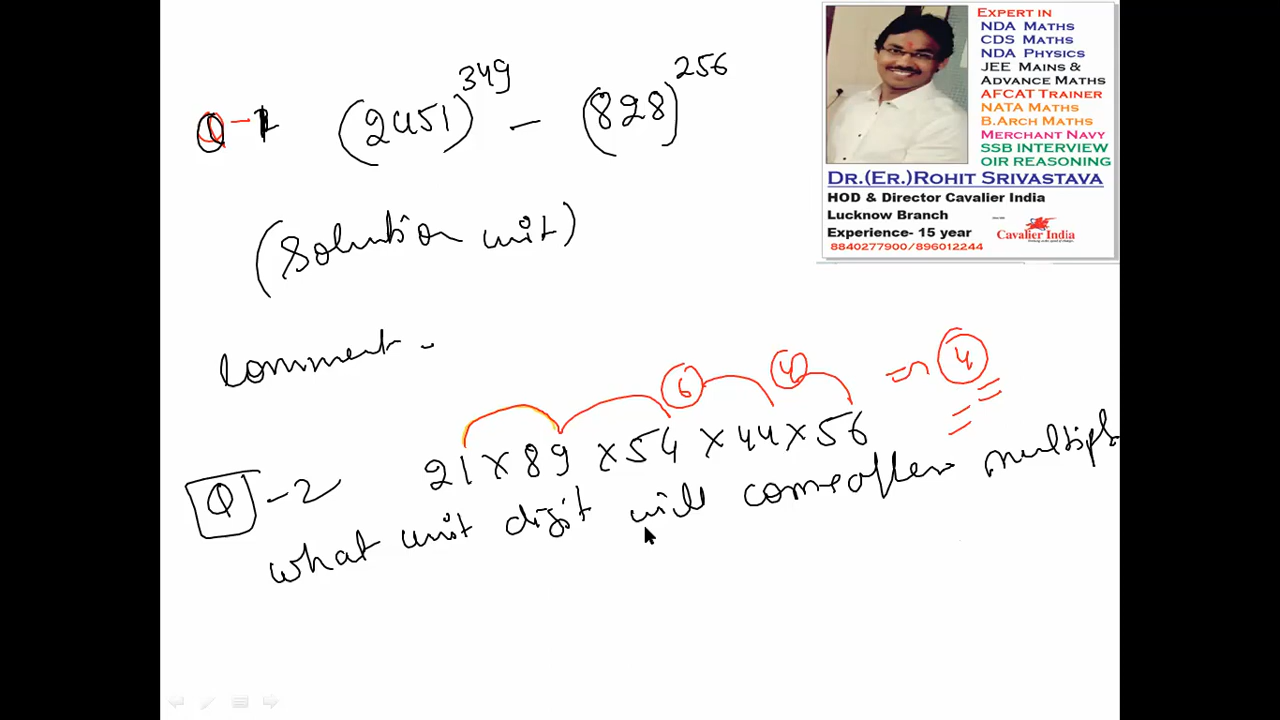 Q-1 (2451)^349 - (828)^256
(Solution unit)
comment -
6 4 = 4
21 × 89 × 54 × 44 × 56
Q-2
what unit digit will come after multipl
EXPERT IN
NDA MATHS
CDS MATHS
NDA PHYSICS
JEE MAINS &
ADVANCE MATHS
AFCAT TRAINER
NATA MATHS
B.ARCH MATHS
MERCHANT NAVY
SSB INTERVIEW
OIR REASONING
DR.(ER.)ROHIT SRIVASTAVA
HOD & Director Cavalier India
Lucknow Branch
Experience- 15 year
Cavalier India
8840277900/896012244